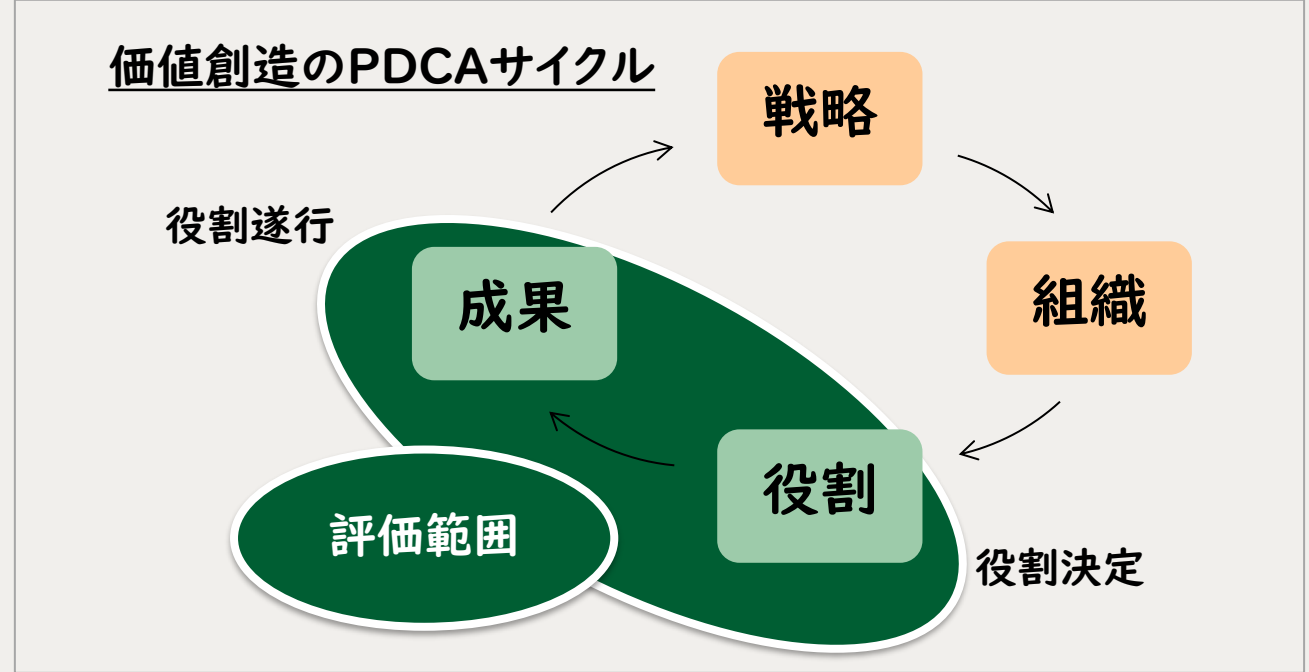 価値創造のPDCAサイクル
戦略
役割遂行
成果
組織
役割
評価範囲
役割決定